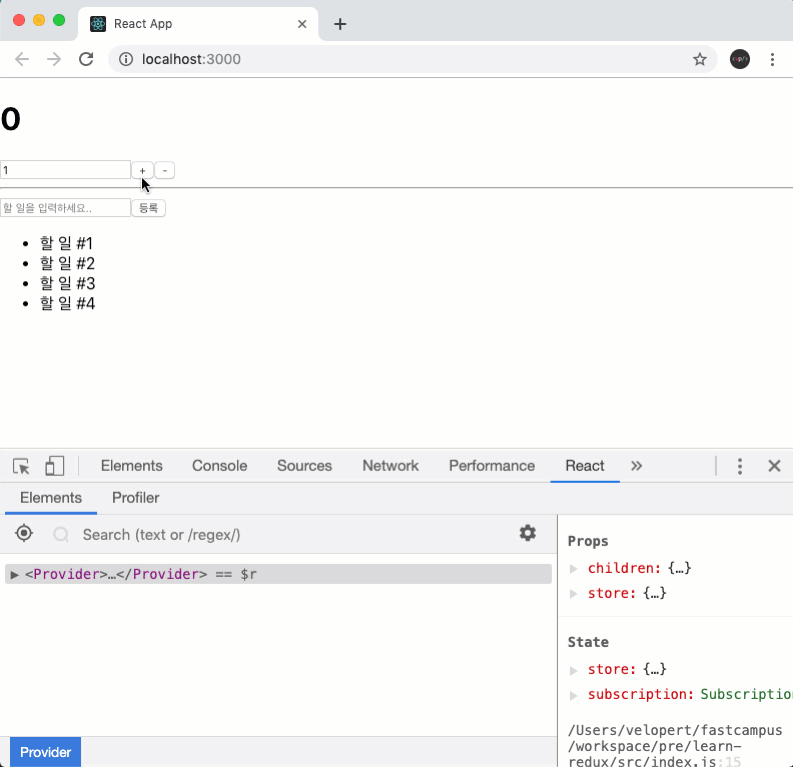 React App
localhost:3000
0
1 + -
할 일을 입력하세요.. 등록
• 할 일 #1
• 할 일 #2
• 할 일 #3
• 할 일 #4
Elements Console Sources Network Performance React »
Elements Profiler
Search (text or /regex/)
▶ <Provider>…</Provider> == $r
Props
▶ children: {…}
▶ store: {…}
State
▶ store: {…}
▶ subscription: Subscriptio
/Users/velopert/fastcampus
/workspace/pre/learn-
redux/src/index.js:15
Provider